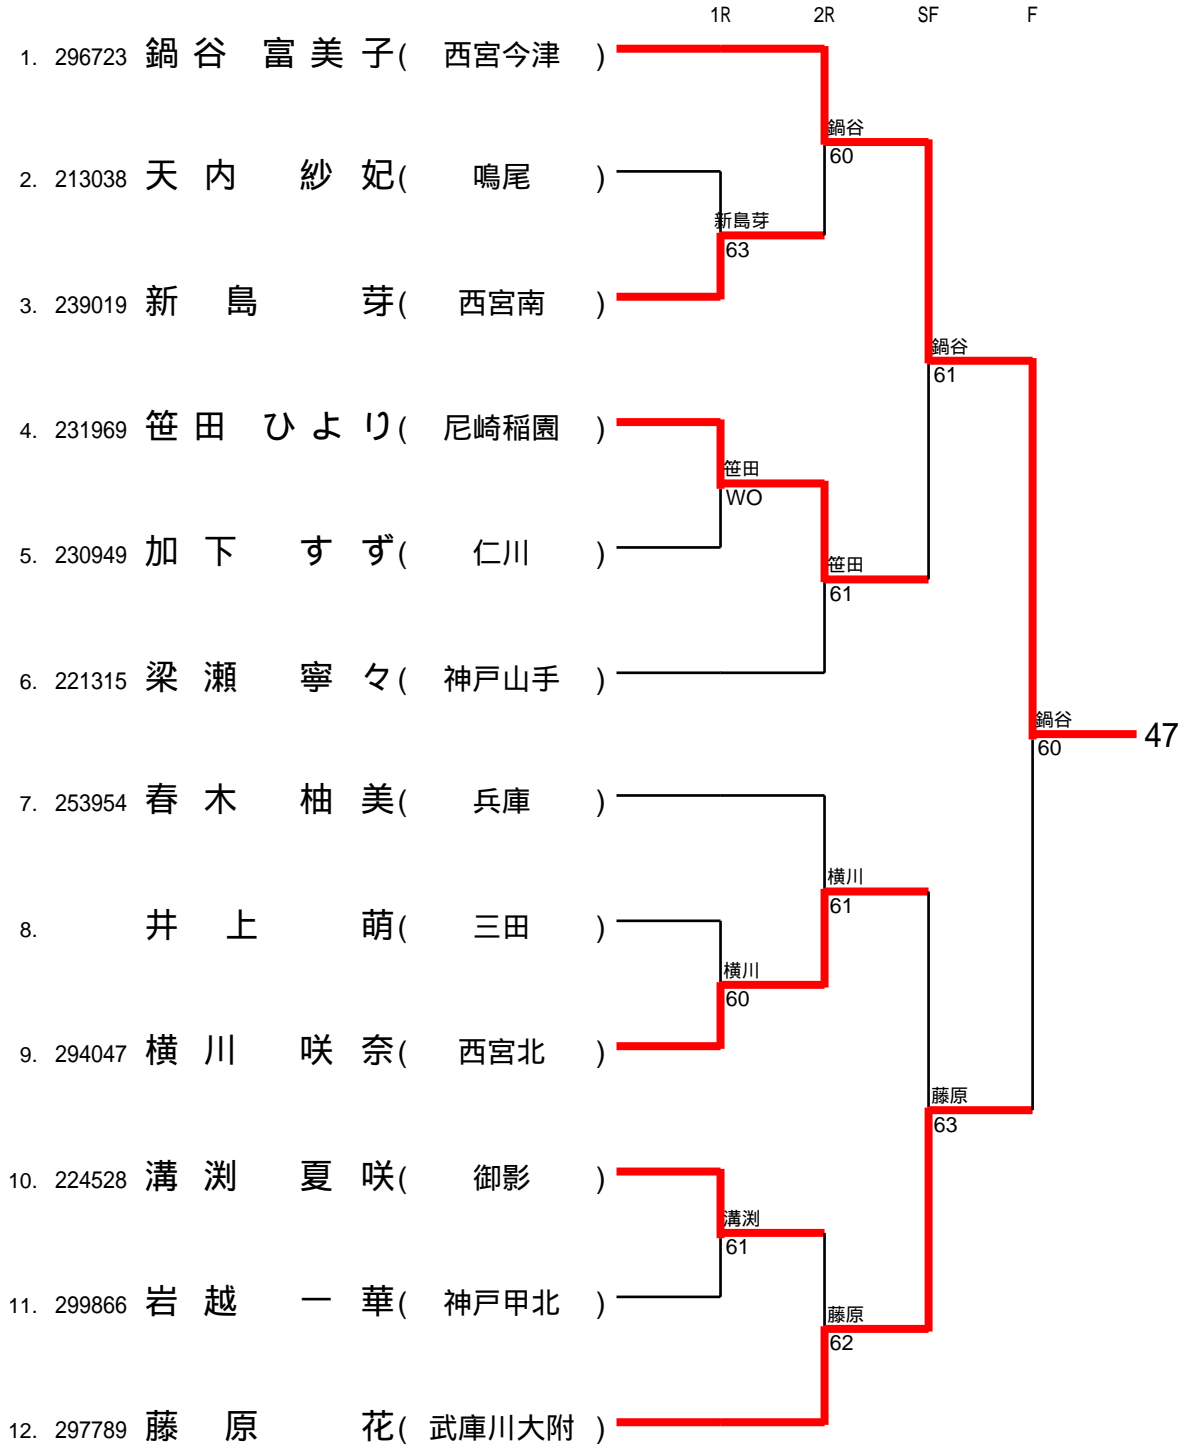 1R 2R SF F
1. 296723 鍋谷 富美子( 西宮今津 )
鍋谷
60
2. 213038 天内 紗妃( 鳴尾 )
新島芽
63
3. 239019 新島 芽( 西宮南 )
鍋谷
61
4. 231969 笹田 ひより( 尼崎稲園 )
笹田
WO
5. 230949 加下 すず( 仁川 )
笹田
61
6. 221315 梁瀬 寧々( 神戸山手 )
鍋谷
60
47
7. 253954 春木 柚美( 兵庫 )
横川
61
8. 井上 萌( 三田 )
横川
60
9. 294047 横川 咲奈( 西宮北 )
藤原
63
10. 224528 溝渕 夏咲( 御影 )
溝渕
61
11. 299866 岩越 一華( 神戸甲北 )
藤原
62
12. 297789 藤原 花( 武庫川大附 )